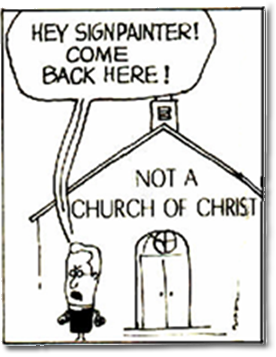 HEY SIGNPAINTER!
COME
BACK HERE!
NOT A
CHURCH OF CHRIST